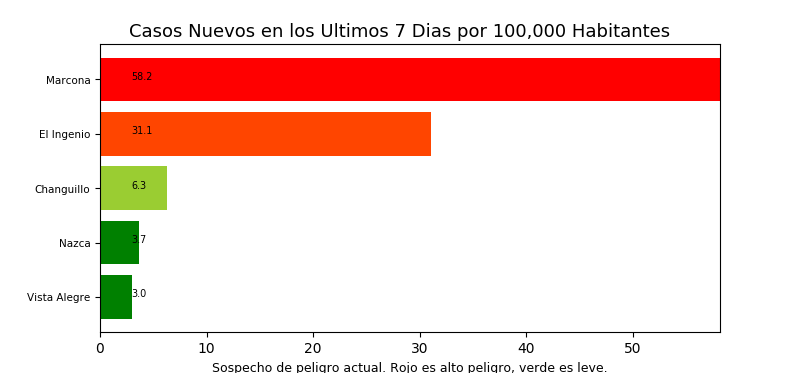 Casos Nuevos en los Ultimos 7 Dias por 100,000 Habitantes
Marcona 58.2
El Ingenio 31.1
Changuillo 6.3
Nazca 3.7
Vista Alegre 3.0
0 10 20 30 40 50
Sospecho de peligro actual. Rojo es alto peligro, verde es leve.